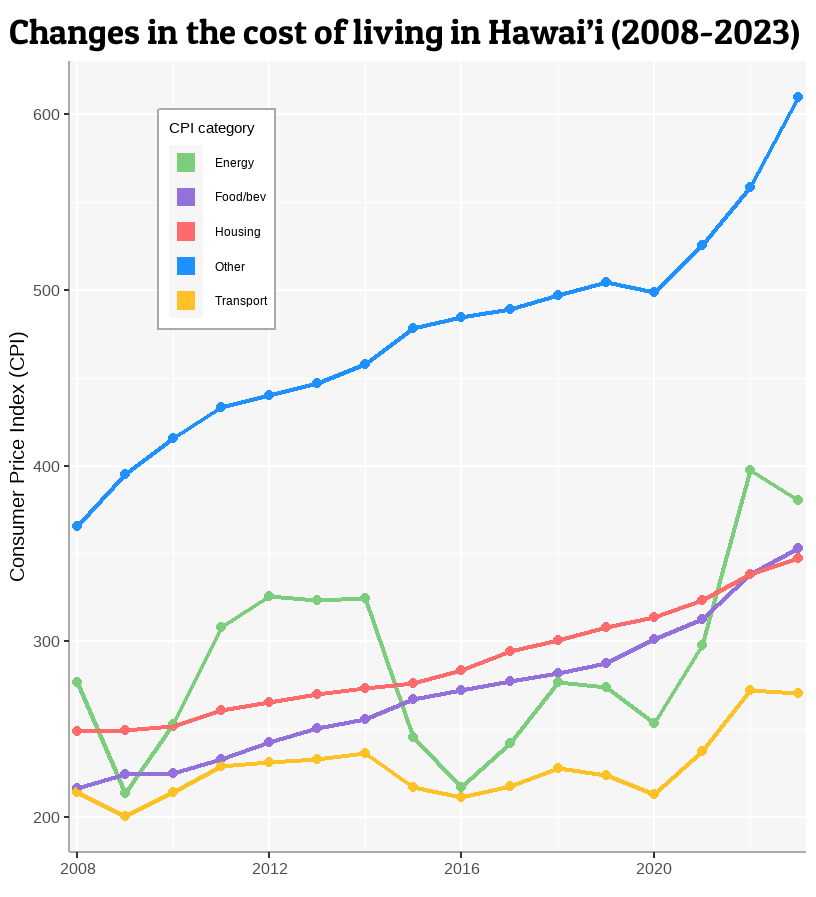 Changes in the cost of living in Hawai’i (2008-2023)
CPI category
Energy
Food/bev
Housing
Other
Transport
Consumer Price Index (CPI)
600
500
400
300
200
2008 2012 2016 2020